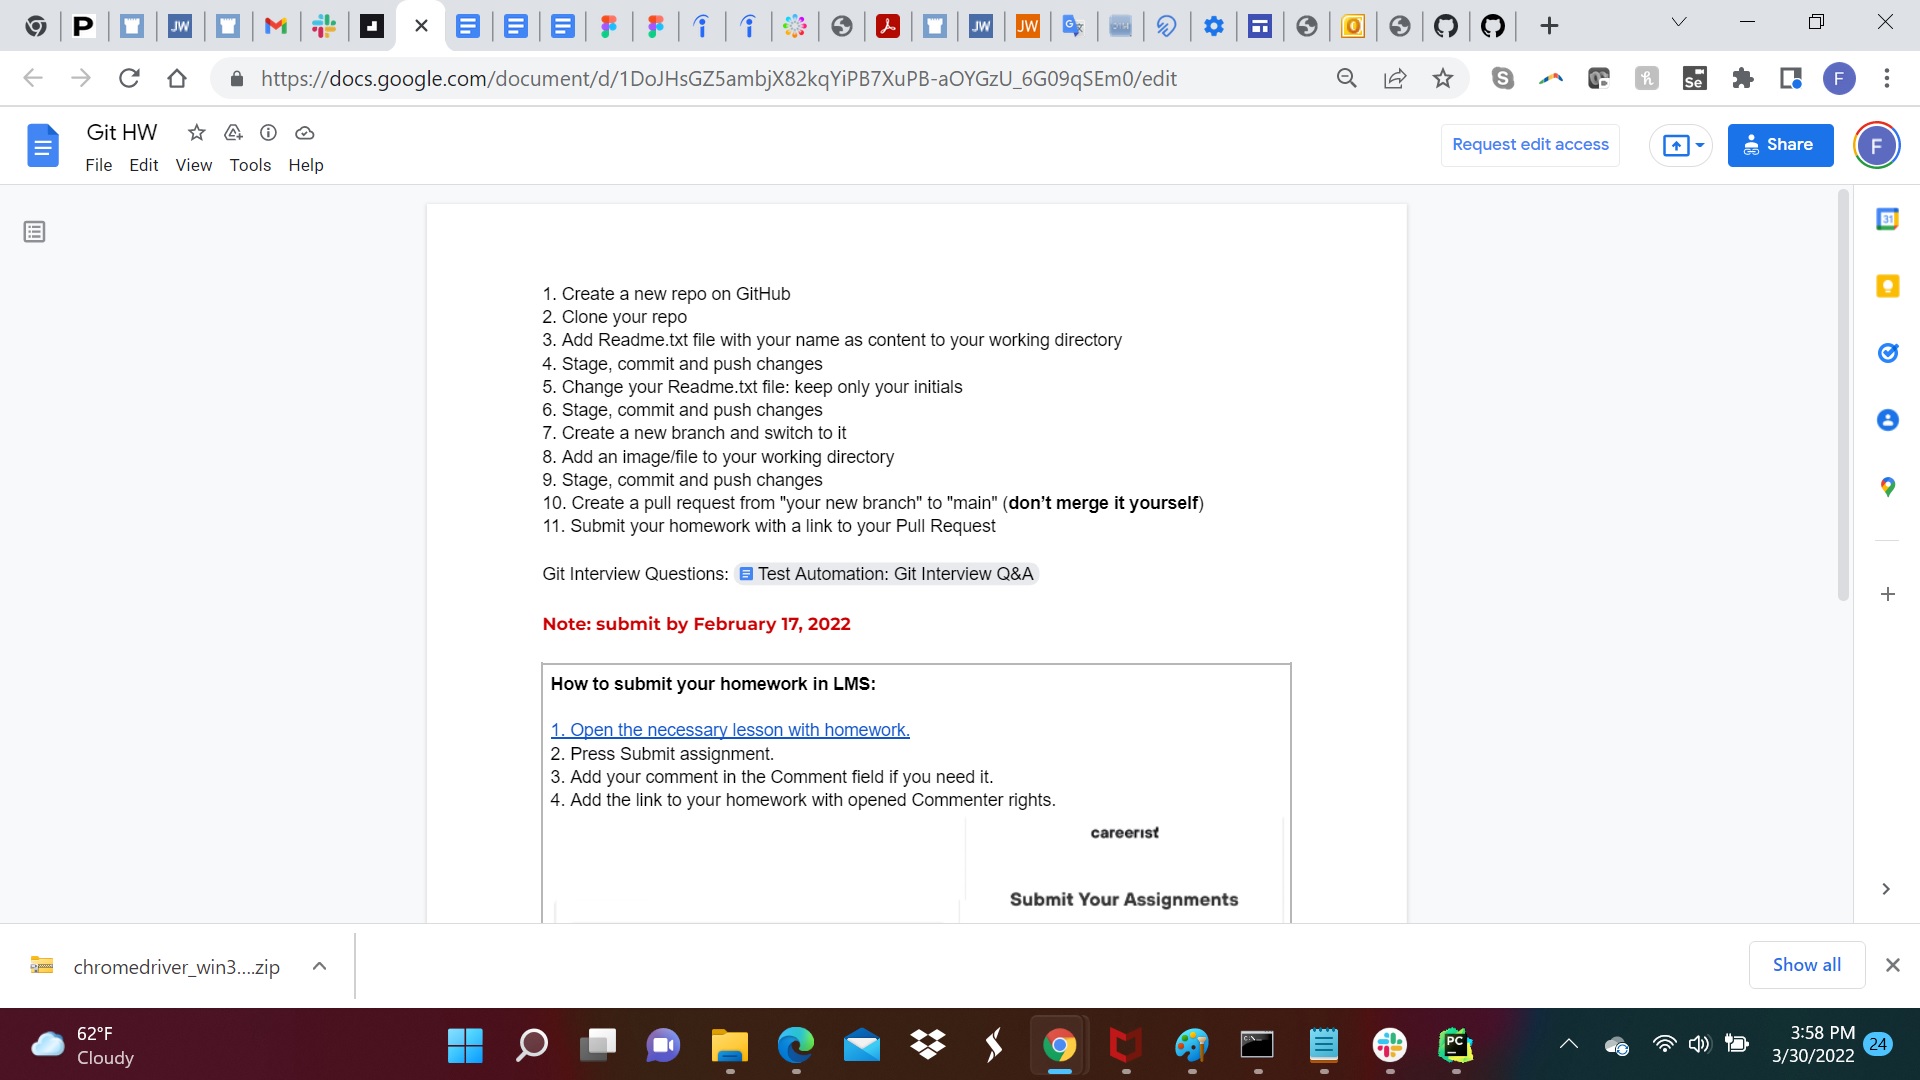 https://docs.google.com/document/d/1DoJHsGZ5ambjX82kqYiPB7XuPB-aOYGzU_6G09qSEm0/edit
Git HW
File Edit View Tools Help
Request edit access
Share
F
1. Create a new repo on GitHub
2. Clone your repo
3. Add Readme.txt file with your name as content to your working directory
4. Stage, commit and push changes
5. Change your Readme.txt file: keep only your initials
6. Stage, commit and push changes
7. Create a new branch and switch to it
8. Add an image/file to your working directory
9. Stage, commit and push changes
10. Create a pull request from "your new branch" to "main" (don’t merge it yourself)
11. Submit your homework with a link to your Pull Request
Git Interview Questions: Test Automation: Git Interview Q&A
Note: submit by February 17, 2022
How to submit your homework in LMS:
1. Open the necessary lesson with homework.
2. Press Submit assignment.
3. Add your comment in the Comment field if you need it.
4. Add the link to your homework with opened Commenter rights.
careerist
Submit Your Assignments
chromedriver_win3....zip
Show all
62°F
Cloudy
3:58 PM
3/30/2022
24